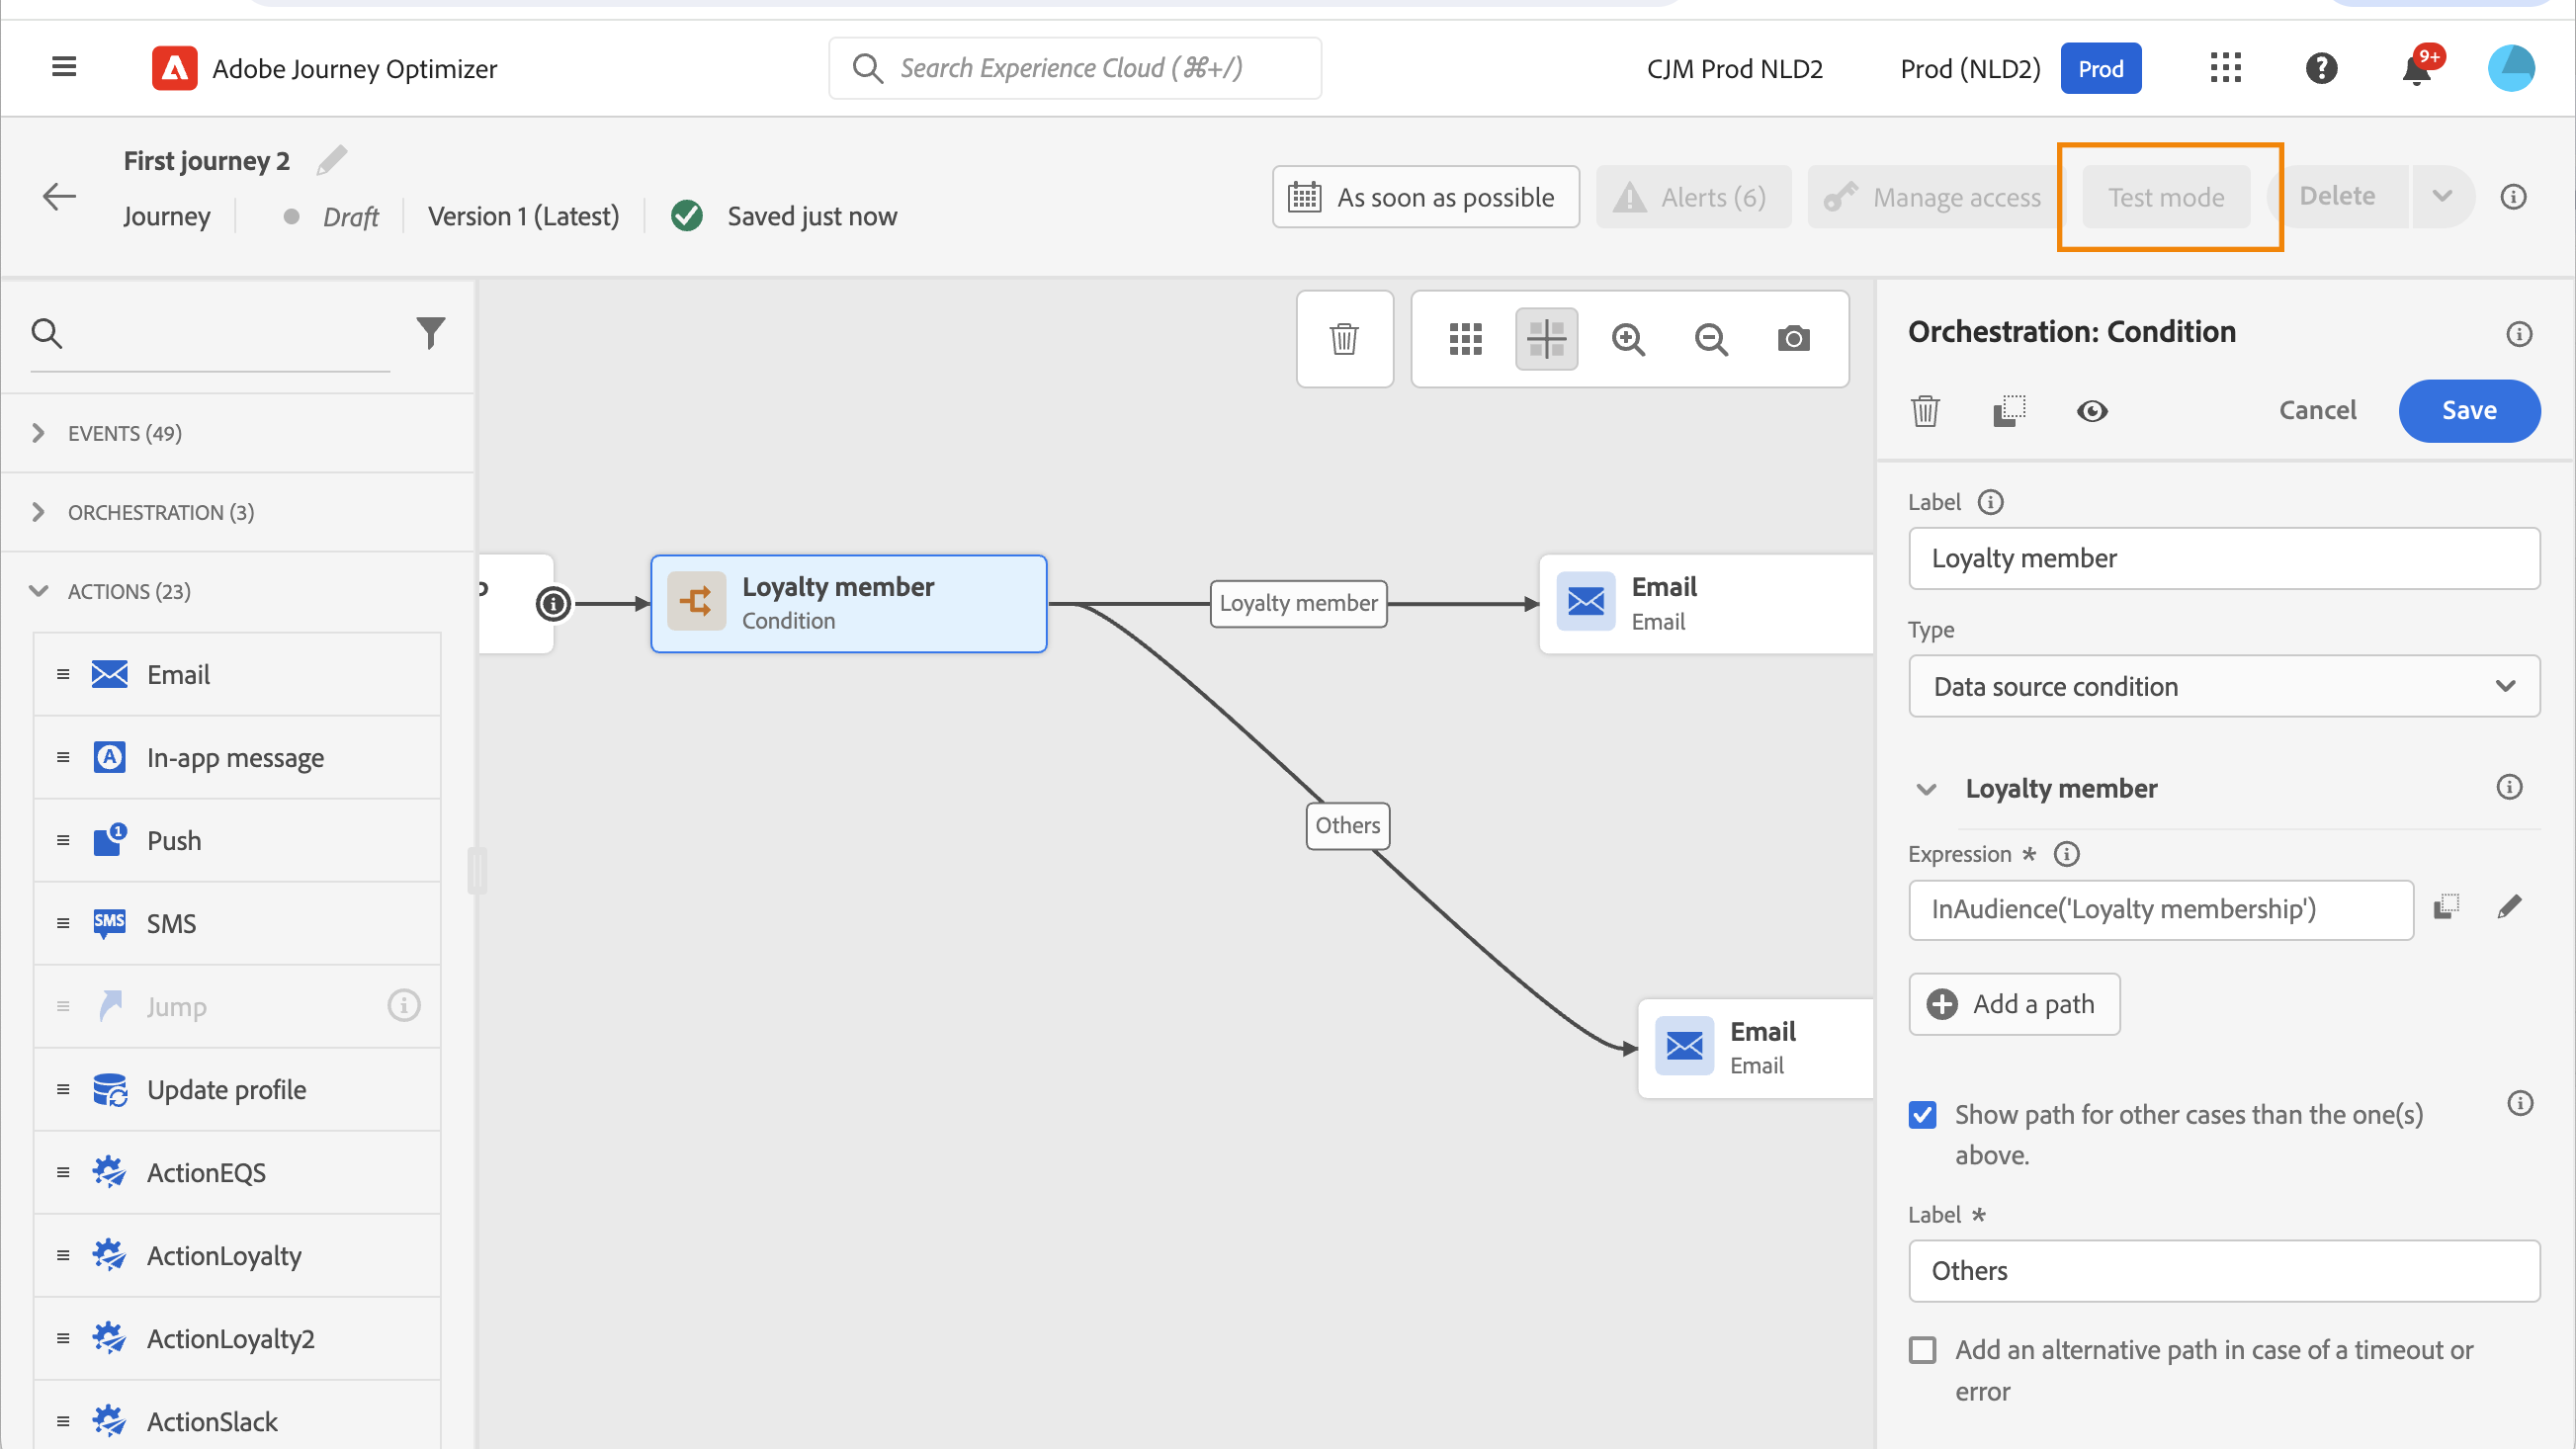 Adobe Journey Optimizer
Search Experience Cloud (⌘+/)
CJM Prod NLD2
Prod (NLD2)
Prod
9+
First journey 2
Journey
Draft
Version 1 (Latest)
Saved just now
As soon as possible
Alerts (6)
Manage access
Test mode
Delete
EVENTS (49)
ORCHESTRATION (3)
ACTIONS (23)
Email
In-app message
1
Push
SMS
SMS
Jump
Update profile
ActionEQS
ActionLoyalty
ActionLoyalty2
ActionSlack
Loyalty member
Condition
Loyalty member
Email
Email
Others
Email
Email
Orchestration: Condition
Cancel
Save
Label
Loyalty member
Type
Data source condition
Loyalty member
Expression *
InAudience('Loyalty membership')
Add a path
Show path for other cases than the one(s)
above.
Label *
Others
Add an alternative path in case of a timeout or
error